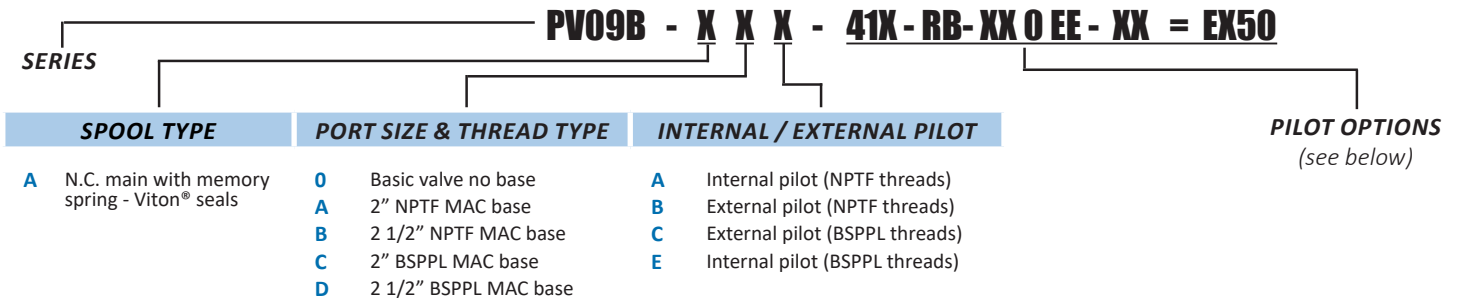 PV09B - X X X - 41X - RB- XX 0 EE - XX = EX50
SERIES
SPOOL TYPE
A N.C. main with memory
spring - Viton® seals
PORT SIZE & THREAD TYPE
0 Basic valve no base
A 2” NPTF MAC base
B 2 1/2” NPTF MAC base
C 2” BSPPL MAC base
D 2 1/2” BSPPL MAC base
INTERNAL / EXTERNAL PILOT
A Internal pilot (NPTF threads)
B External pilot (NPTF threads)
C External pilot (BSPPL threads)
E Internal pilot (BSPPL threads)
PILOT OPTIONS
(see below)